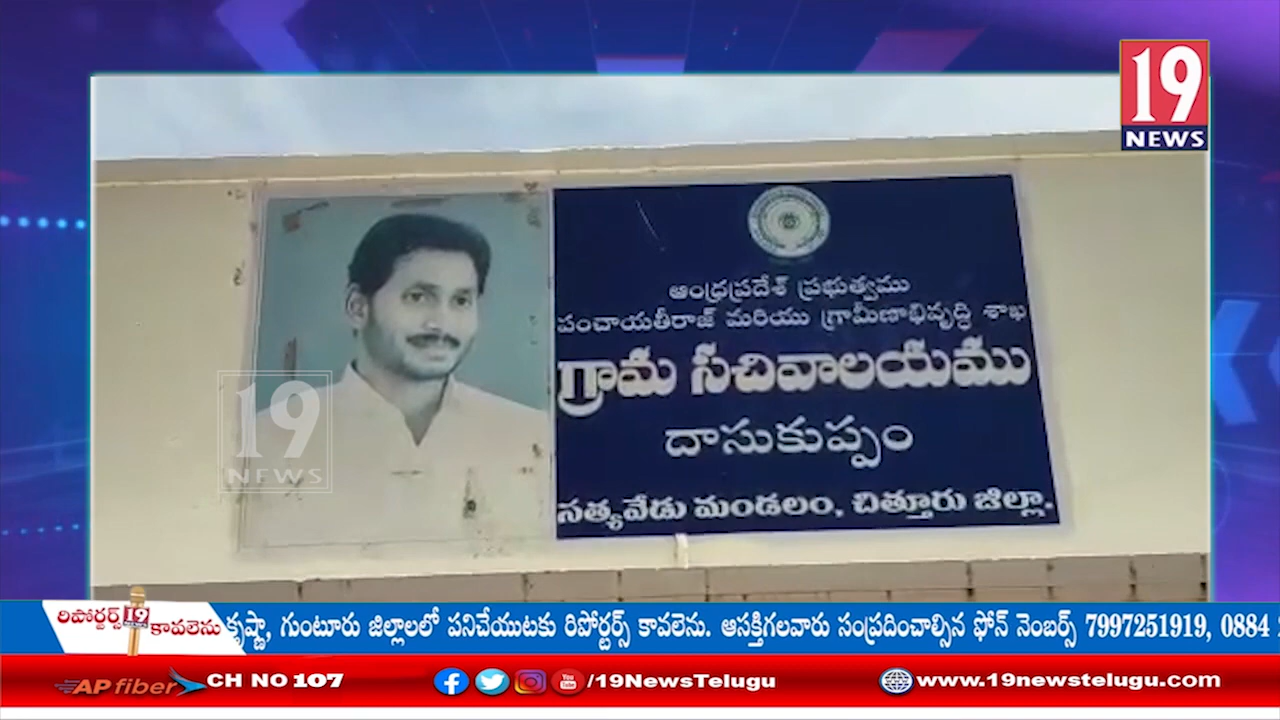 19
NEWS
ఆంధ్రప్రదేశ్ ప్రభుత్వము
పంచాయతీరాజ్ మరియు గ్రామీణాభివృద్ధి శాఖ
గ్రామ సచివాలయము
దాసుకుప్పం
సత్యవేడు మండలం, చిత్తూరు జిల్లా.
19
NEWS
రిపోర్టర్స్ 19 కావలెను
కృష్ణా, గుంటూరు జిల్లాలలో పనిచేయుటకు రిపోర్టర్స్ కావలెను. ఆసక్తిగలవారు సంప్రదించాల్సిన ఫోన్ నెంబర్స్ 7997251919, 0884
AP fiber CH NO 107 /19NewsTelugu www.19newstelugu.com